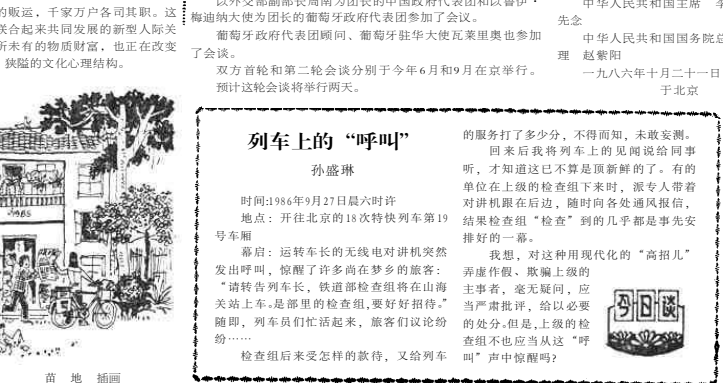 的贩运，千家万户各司其职。这
联合起来共同发展的新型人际关
所未有的物质财富，也正在改变
狭隘的文化心理结构。
1985
苗 地 插画
以外交部副部长周南为团长的中国政府代表团和以鲁伊·
梅迪纳大使为团长的葡萄牙政府代表团参加了会议。
葡萄牙政府代表团顾问、葡萄牙驻华大使瓦莱里奥也参加
了会谈。
双方首轮和第二轮会谈分别于今年6月和9月在京举行。
预计这轮会谈将举行两天。
中华人民共和国主席 李
先念
中华人民共和国国务院总
理 赵紫阳
一九八六年十月二十一日
于北京
列车上的“呼叫”
孙盛琳
时间:1986年9月27日晨六时许
地点：开往北京的18次特快列车第19
号车厢
幕启：运转车长的无线电对讲机突然
发出呼叫，惊醒了许多尚在梦乡的旅客：
“请转告列车长，铁道部检查组将在山海
关站上车。是部里的检查组,要好好招待。”
随即，列车员们忙活起来，旅客们议论纷
纷……
检查组后来受怎样的款待，又给列车
的服务打了多少分，不得而知，未敢妄测。
回来后我将列车上的见闻说给同事
听，才知道这已不算是顶新鲜的了。有的
单位在上级的检查组下来时，派专人带着
对讲机跟在后边，随时向各处通风报信，
结果检查组“检查”到的几乎都是事先安
排好的一幕。
我想，对这种用现代化的“高招儿”
弄虚作假、欺骗上级的
主事者，毫无疑问，应
当严肃批评，给以必要
的处分。但是,上级的检
查组不也应当从这“呼
叫”声中惊醒吗?
今日谈